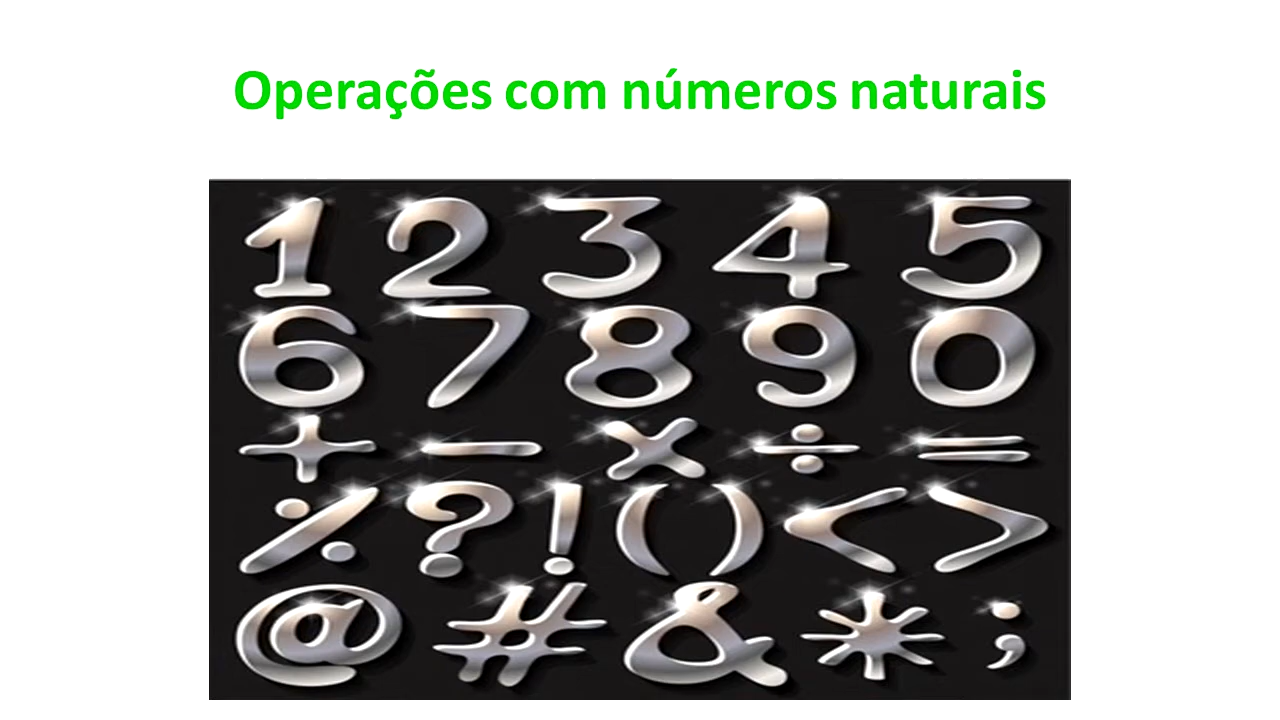 Operações com números naturais
1 2 3 4 5
6 7 8 9 0
+ − × ÷ =
% ? ! ( ) < >
@ # & * ;